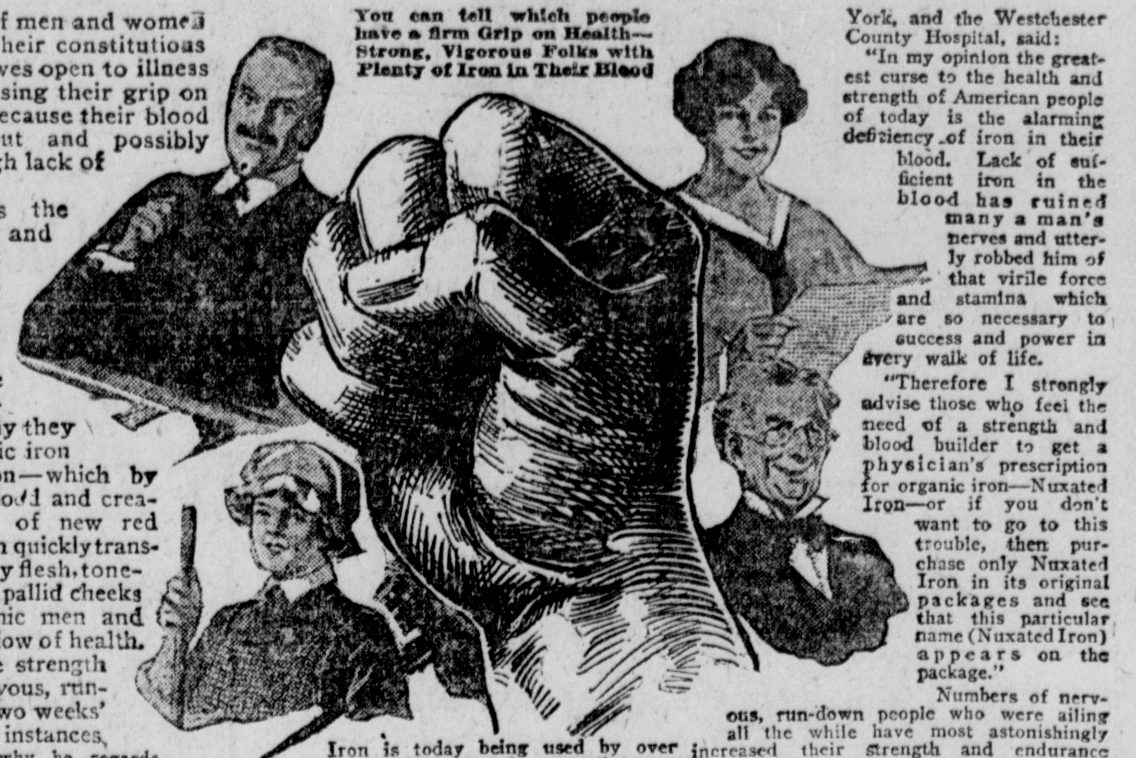 f men and women
heir constitutions
ves open to illness
sing their grip on
ecause their blood
ut and possibly
gh lack of
s the
and
y they
ic iron
on—which by
and crea-
of new red
quickly trans-
y flesh, tone-
pallid cheeks
nic men and
low of health.
e strength
vous, run-
wo weeks'
instances,
why he regards
You can tell which people
have a firm Grip on Health—
Strong, Vigorous Folks with
Plenty of Iron in Their Blood
Iron is today being used by over
York, and the Westchester
County Hospital, said:
"In my opinion the great-
est curse to the health and
strength of American people
of today is the alarming
deficiency of iron in their
blood. Lack of suf-
ficient iron in the
blood has ruined
many a man's
nerves and utter-
ly robbed him of
that virile force
and stamina which
are so necessary to
success and power in
every walk of life.
"Therefore I strongly
advise those who feel the
need of a strength and
blood builder to get a
physician's prescription
for organic iron—Nuxated
Iron—or if you don't
want to go to this
trouble, then pur-
chase only Nuxated
Iron in its original
packages and see
that this particular
name (Nuxated Iron)
appears on the
package."
Numbers of nerv-
ous, run-down people who were ailing
all the while have most astonishingly
increased their strength and endurance